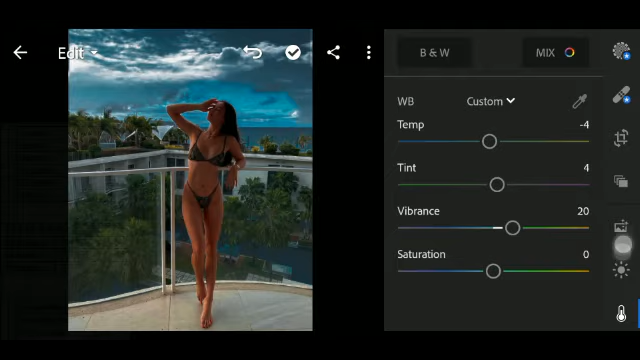 Edit
B & W
MIX
WB
Custom
Temp
-4
Tint
4
Vibrance
20
Saturation
0